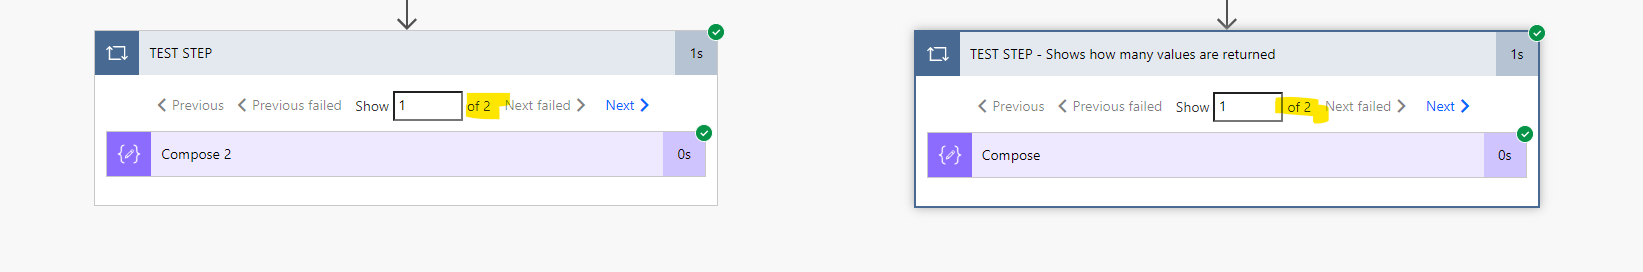 TEST STEP
1s
Previous Previous failed Show 1 of 2 Next failed Next
Compose 2
0s
TEST STEP - Shows how many values are returned
1s
Previous Previous failed Show 1 of 2 Next failed Next
Compose
0s